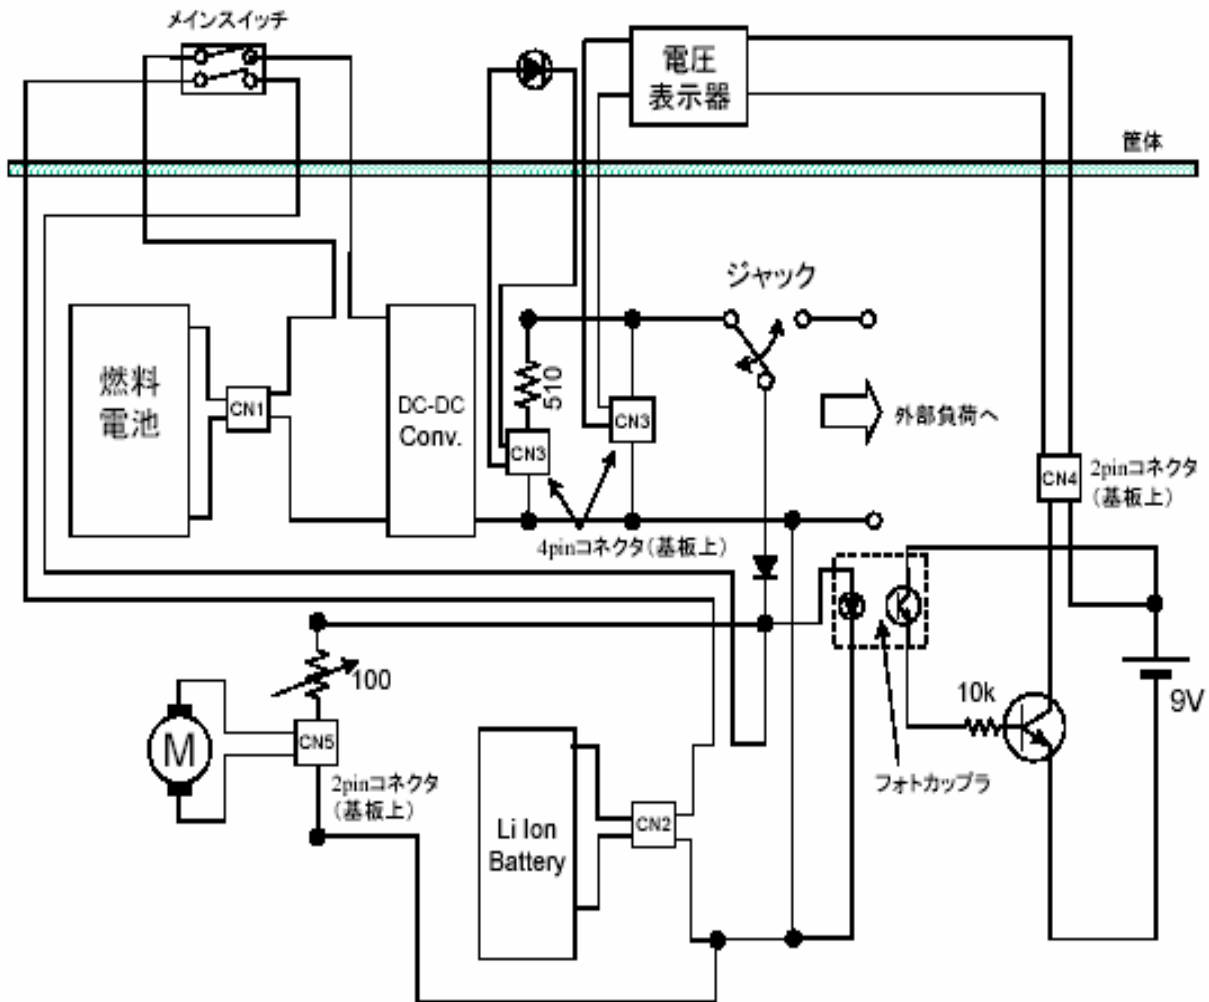 メインスイッチ
電圧
表示器
筐体
ジャック
燃料
電池
CN1
DC-DC
Conv.
510
CN3
CN3
外部負荷へ
CN4
2pinコネクタ
(基板上)
4pinコネクタ(基板上)
100
10k
9V
M
CN5
2pinコネクタ
(基板上)
フォトカップラ
Li Ion
Battery
CN2